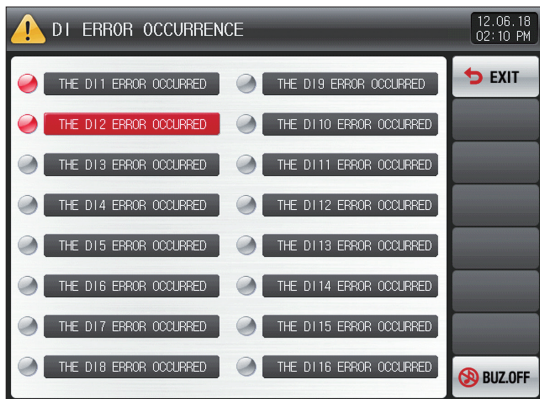 DI ERROR OCCURRENCE
12.06.18
02:10 PM
THE DI1 ERROR OCCURRED
THE DI2 ERROR OCCURRED
THE DI3 ERROR OCCURRED
THE DI4 ERROR OCCURRED
THE DI5 ERROR OCCURRED
THE DI6 ERROR OCCURRED
THE DI7 ERROR OCCURRED
THE DI8 ERROR OCCURRED
THE DI9 ERROR OCCURRED
THE DI10 ERROR OCCURRED
THE DI11 ERROR OCCURRED
THE DI12 ERROR OCCURRED
THE DI13 ERROR OCCURRED
THE DI14 ERROR OCCURRED
THE DI15 ERROR OCCURRED
THE DI16 ERROR OCCURRED
EXIT
BUZ.OFF